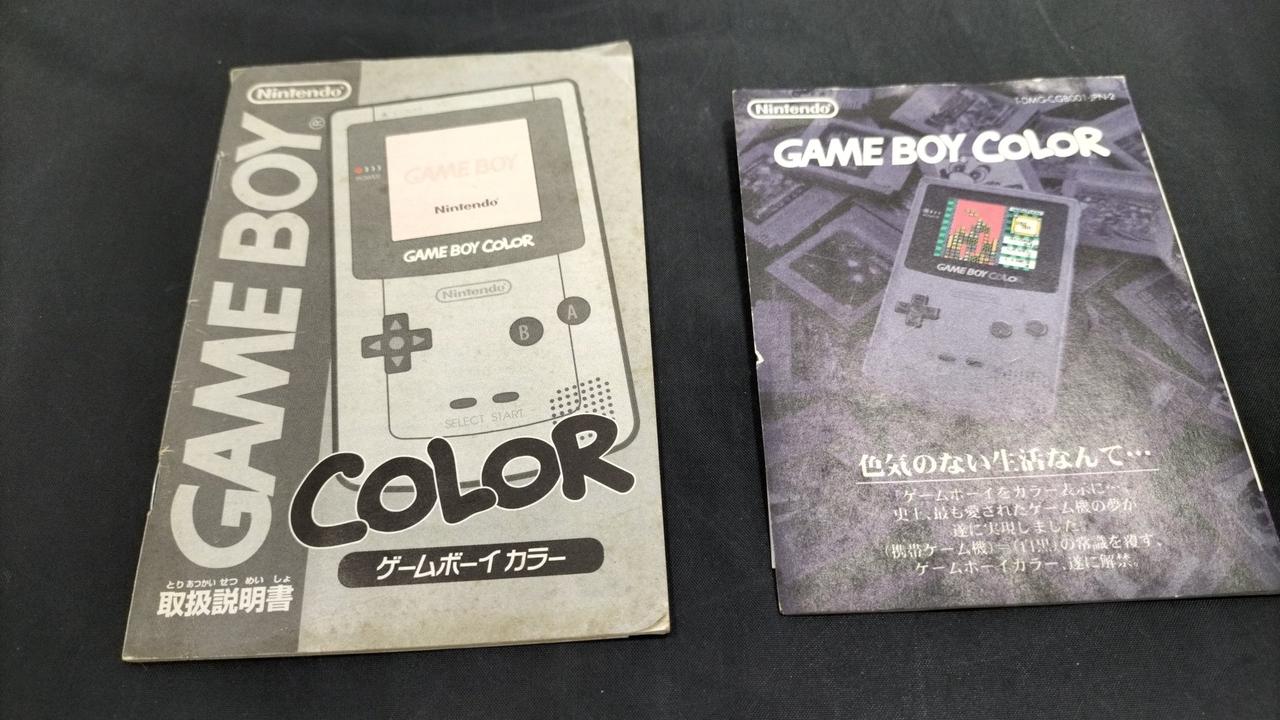 Nintendo
GAME BOY
®
POWER
GAME BOY
Nintendo
GAME BOY COLOR
Nintendo
B A
SELECT START
COLOR
ゲームボーイ カラー
とり あつかい せつ めい しょ
取扱説明書
Nintendo
T-DMG-CGB001-JPN-2
GAME BOY COLOR
GAME BOY COLOR
色気のない生活なんて…
ゲームボーイをカラー表示に…
史上、最も愛されたゲーム機の夢が
遂に実現しました。
(携帯ゲーム機)=(白黒)の常識を覆す、
ゲームボーイカラー、遂に解禁。